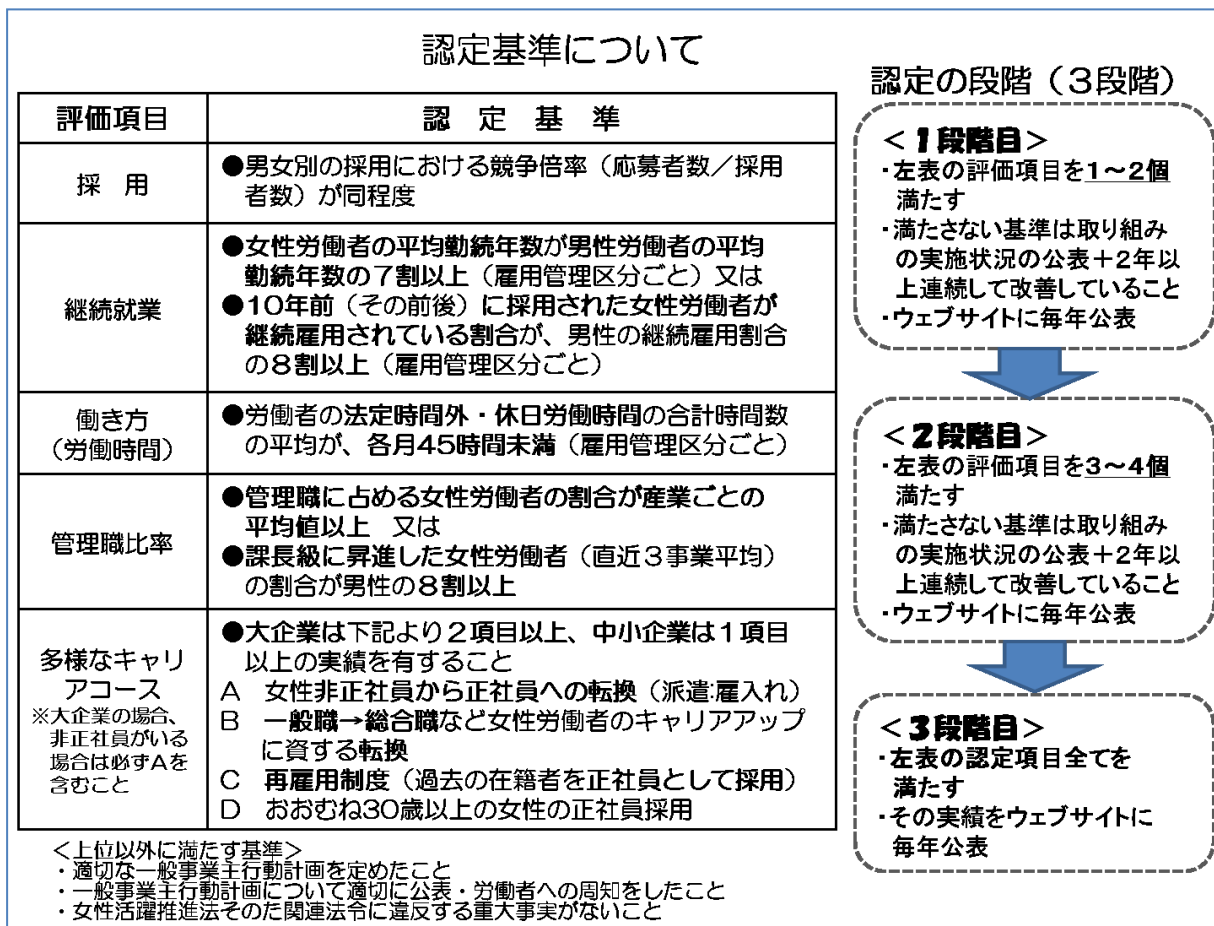 認定基準について
評価項目
認定基準
採用
●男女別の採用における競争倍率（応募者数／採用
者数）が同程度
継続就業
●女性労働者の平均勤続年数が男性労働者の平均
勤続年数の７割以上（雇用管理区分ごと）又は
●10年前（その前後）に採用された女性労働者が
継続雇用されている割合が、男性の継続雇用割合
の８割以上（雇用管理区分ごと）
働き方
（労働時間）
●労働者の法定時間外・休日労働時間の合計時間数
の平均が、各月45時間未満（雇用管理区分ごと）
管理職比率
●管理職に占める女性労働者の割合が産業ごとの
平均値以上　又は
●課長級に昇進した女性労働者（直近３事業平均）
の割合が男性の８割以上
多様なキャリ
アコース
※大企業の場合、
非正社員がいる
場合は必ずAを
含むこと
●大企業は下記より２項目以上、中小企業は１項目
以上の実績を有すること
A　女性非正社員から正社員への転換（派遣:雇入れ）
B　一般職→総合職など女性労働者のキャリアアップ
に資する転換
C　再雇用制度（過去の在籍者を正社員として採用）
D　おおむね30歳以上の女性の正社員採用
＜上位以外に満たす基準＞
・適切な一般事業主行動計画を定めたこと
・一般事業主行動計画について適切に公表・労働者への周知をしたこと
・女性活躍推進法そのた関連法令に違反する重大事実がないこと
認定の段階（３段階）
＜１段階目＞
・左表の評価項目を1～2個
満たす
・満たさない基準は取り組み
の実施状況の公表＋2年以
上連続して改善していること
・ウェブサイトに毎年公表
＜２段階目＞
・左表の評価項目を3～4個
満たす
・満たさない基準は取り組み
の実施状況の公表＋2年以
上連続して改善していること
・ウェブサイトに毎年公表
＜３段階目＞
・左表の認定項目全てを
満たす
・その実績をウェブサイトに
毎年公表